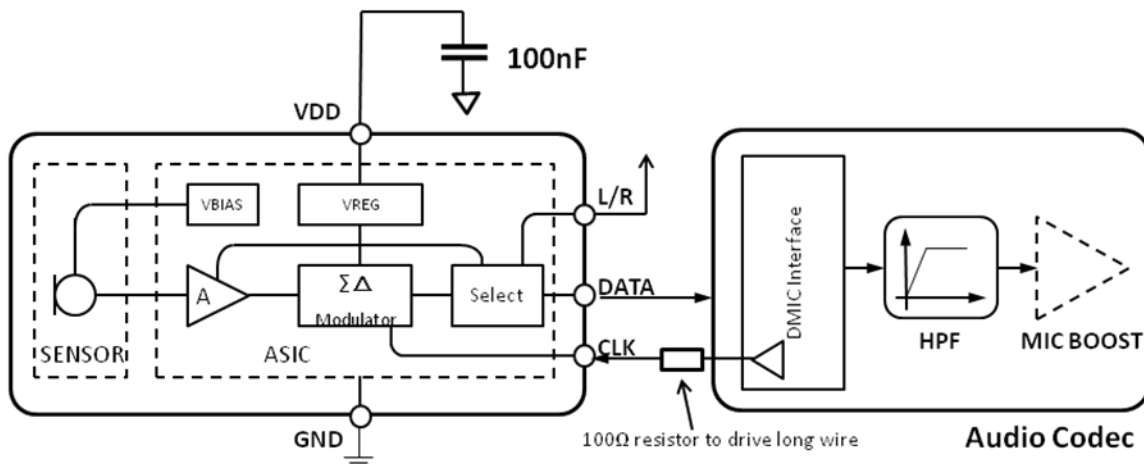 100nF
VDD
VBIAS
VREG
L/R
A
Σ Δ
Modulator
Select
DATA
CLK
SENSOR
ASIC
GND
100Ω resistor to drive long wire
DMIC Interface
HPF
MIC BOOST
Audio Codec